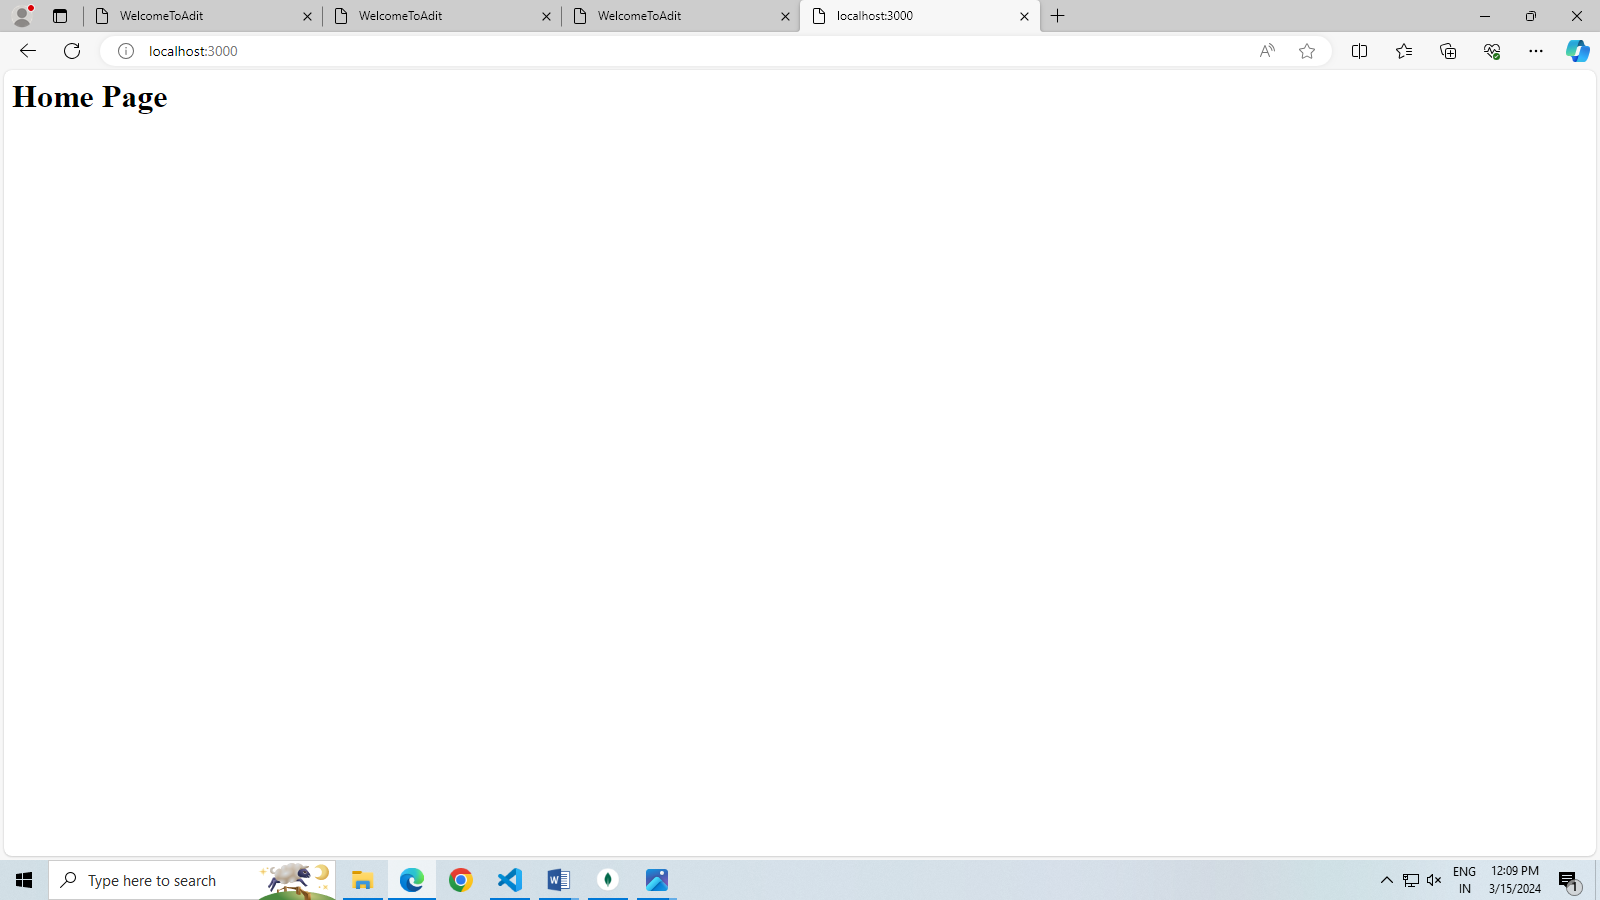 WelcomeToAdit
WelcomeToAdit
WelcomeToAdit
localhost:3000
localhost:3000
Home Page
Type here to search
ENG
IN
12:09 PM
3/15/2024
1